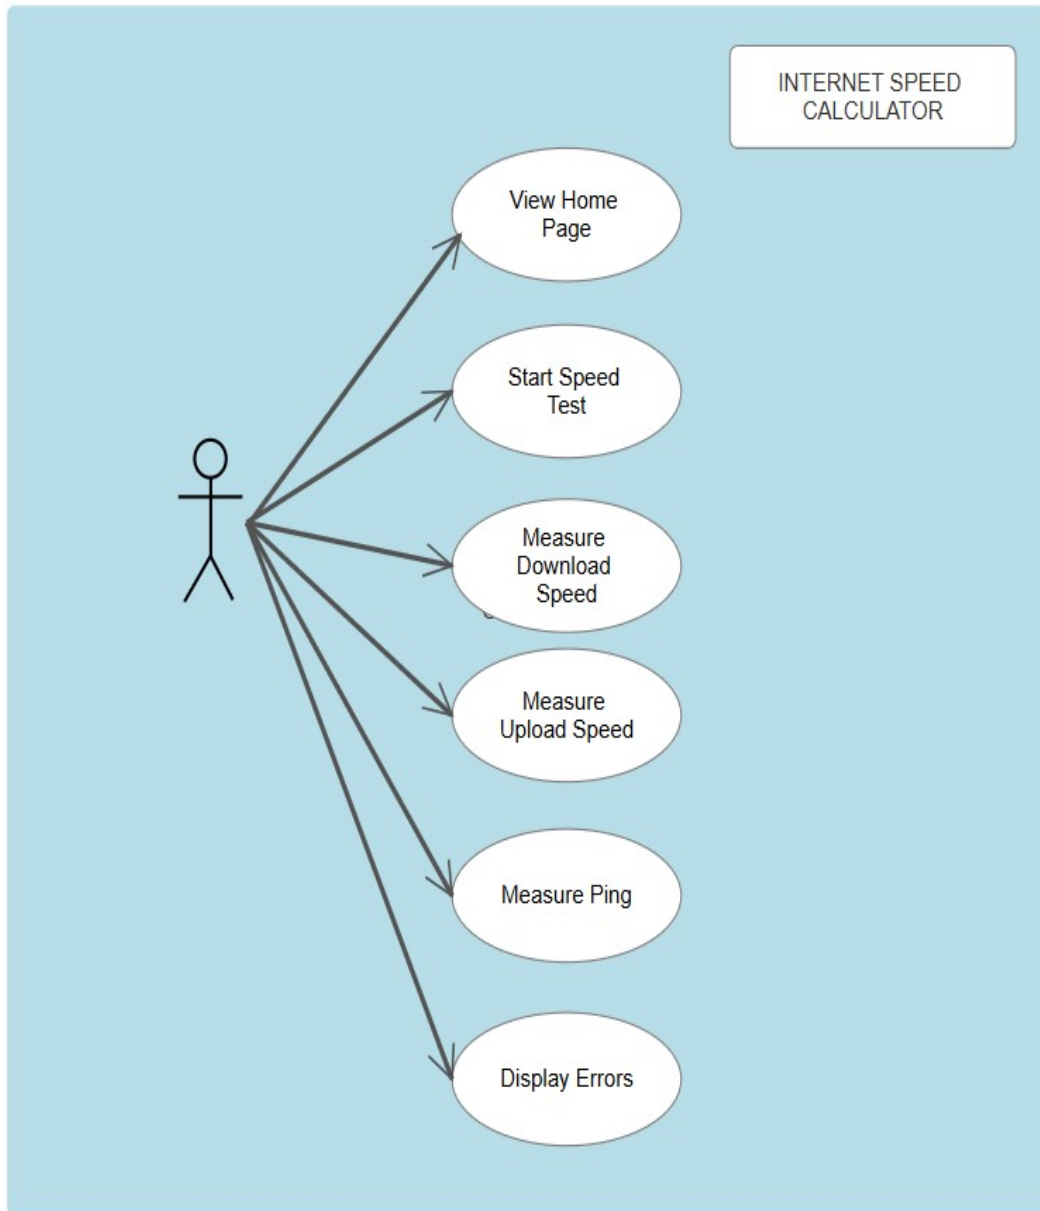 INTERNET SPEED
CALCULATOR
View Home
Page
Start Speed
Test
Measure
Download
Speed
Measure
Upload Speed
Measure Ping
Display Errors